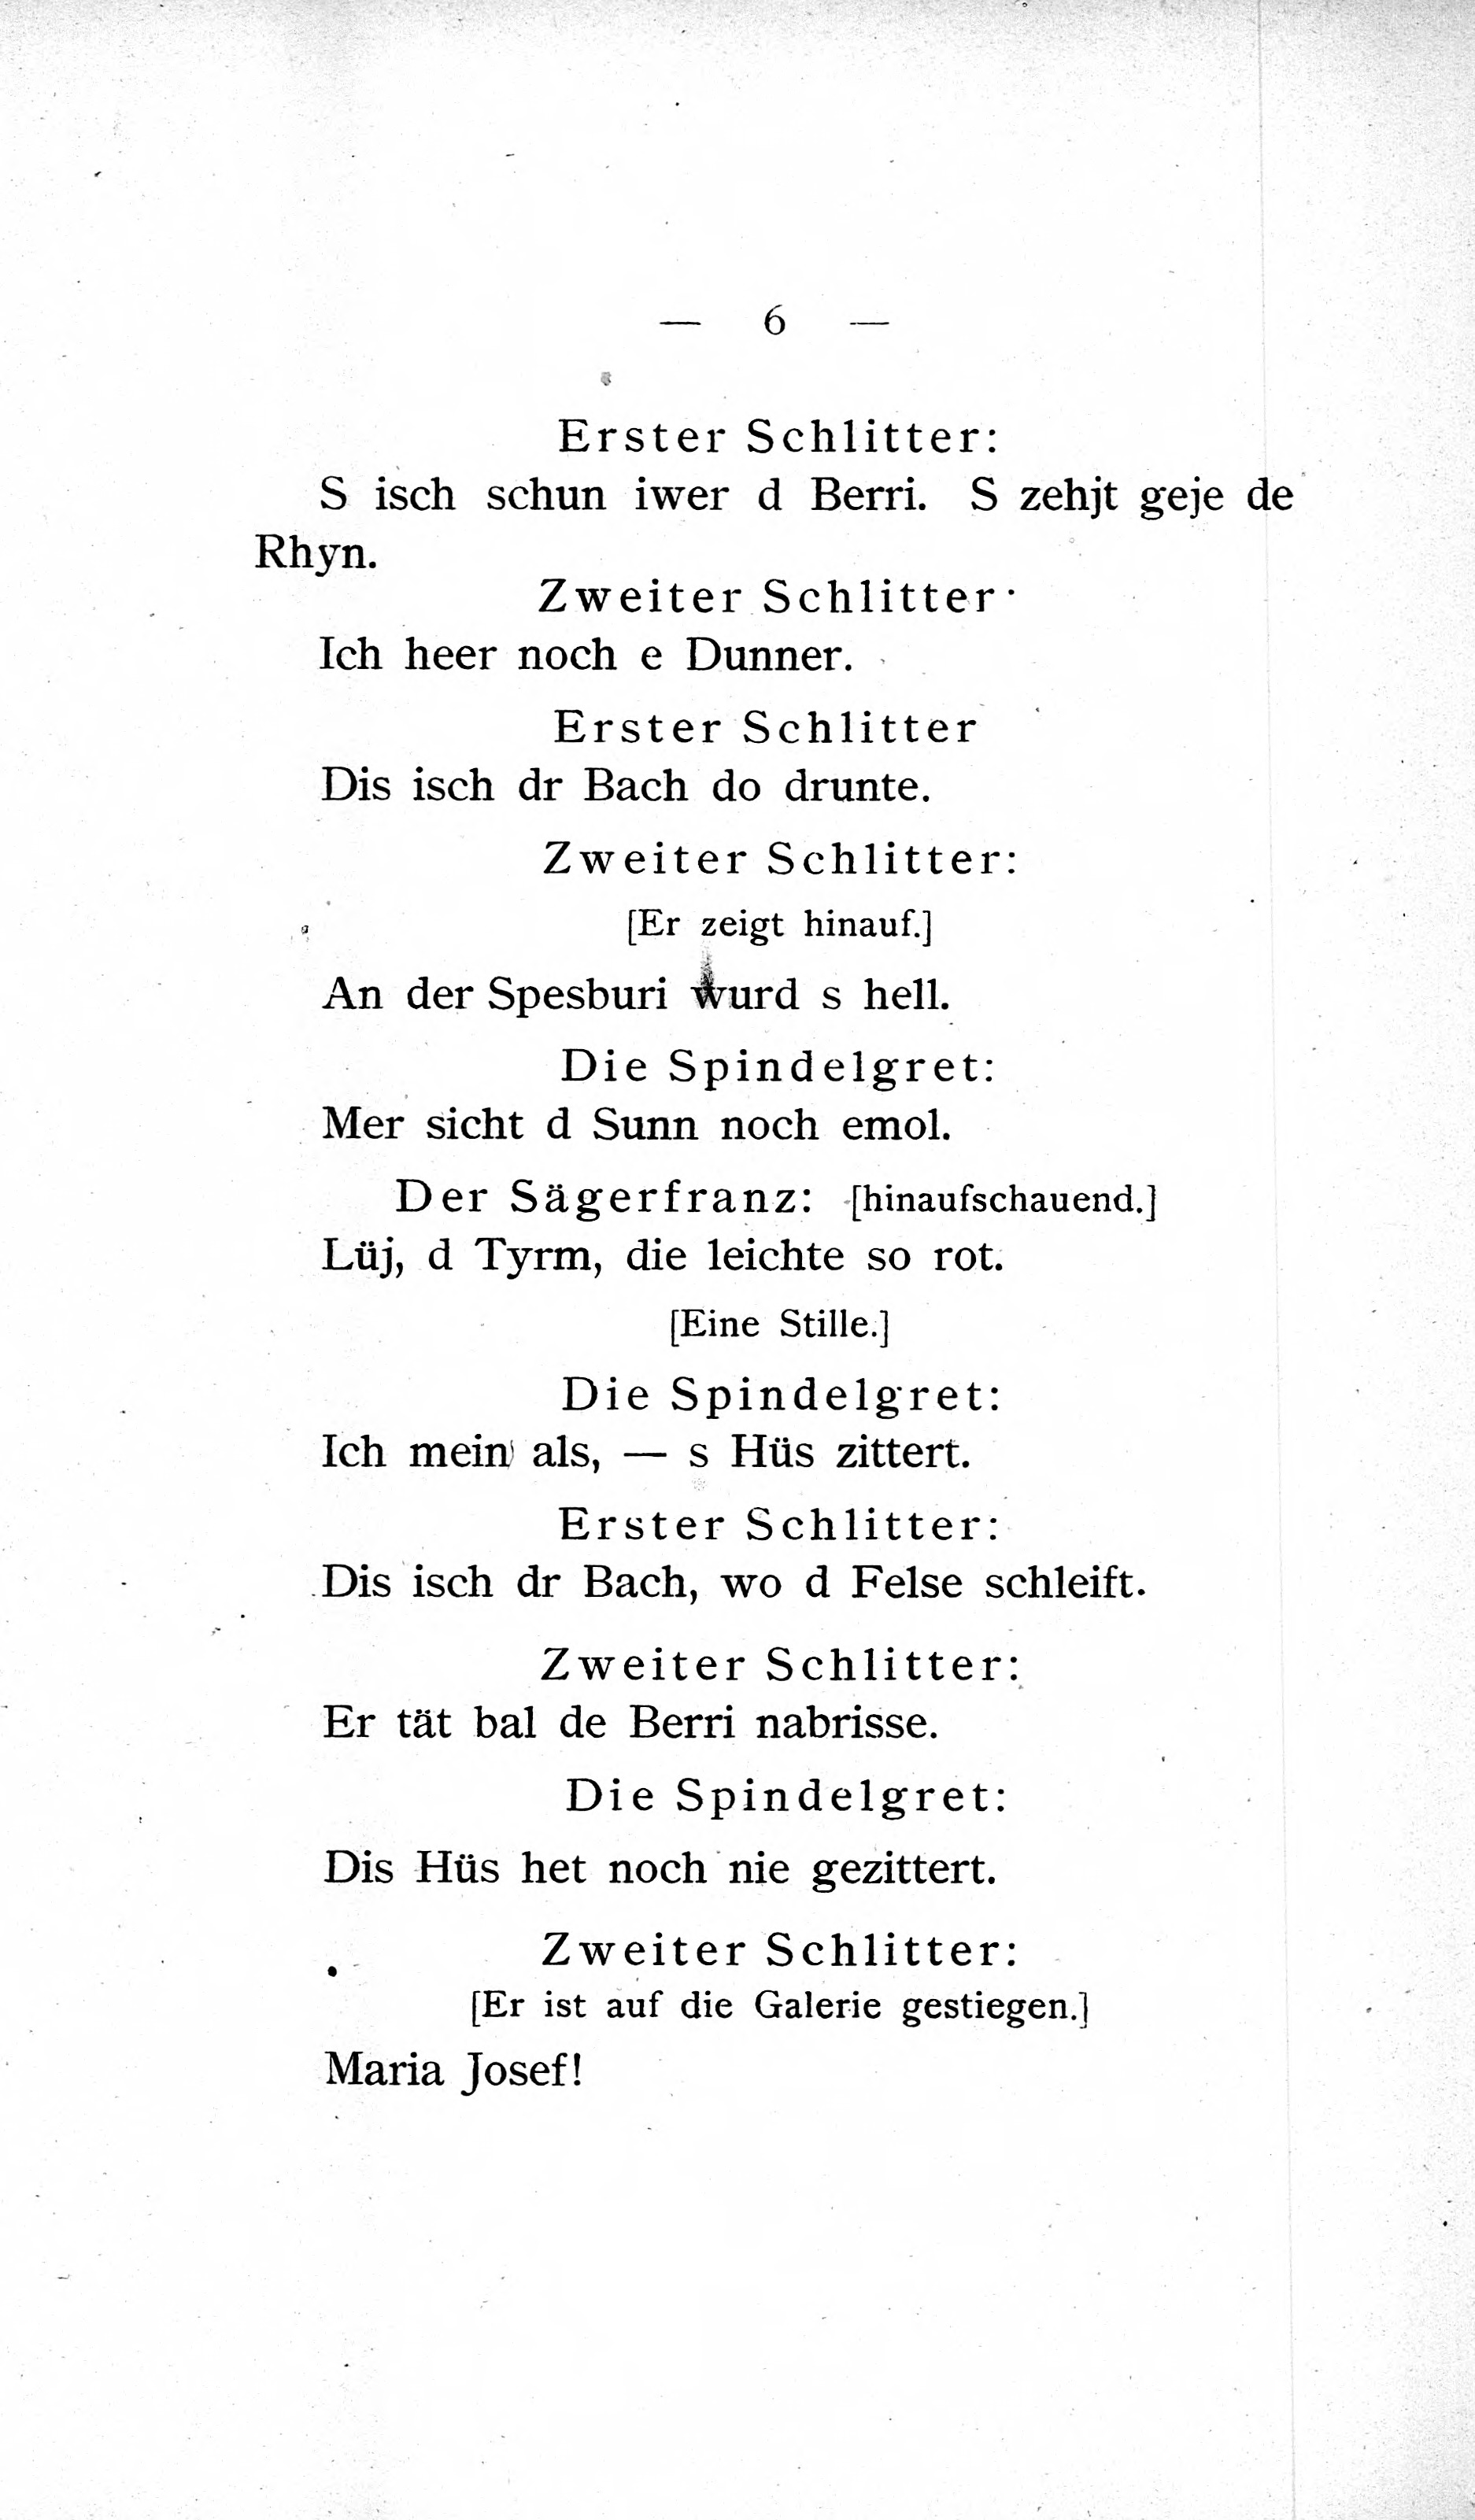 — 6 —
Erster Schlitter:
S isch schun iwer d Berri. S zehjt geje de
Rhyn.
Zweiter Schlitter·
Ich heer noch e Dunner.
Erster Schlitter
Dis isch dr Bach do drunte.
Zweiter Schlitter:
[Er zeigt hinauf.]
An der Spesburi wurd s hell.
Die Spindelgret:
Mer sicht d Sunn noch emol.
Der Sägerfranz: [hinaufschauend.]
Lüj, d Tyrm, die leichte so rot.
[Eine Stille.]
Die Spindelgret:
Ich mein als, — s Hüs zittert.
Erster Schlitter:
Dis isch dr Bach, wo d Felse schleift.
Zweiter Schlitter:
Er tät bal de Berri nabrisse.
Die Spindelgret:
Dis Hüs het noch nie gezittert.
Zweiter Schlitter:
[Er ist auf die Galerie gestiegen.]
Maria Josef!